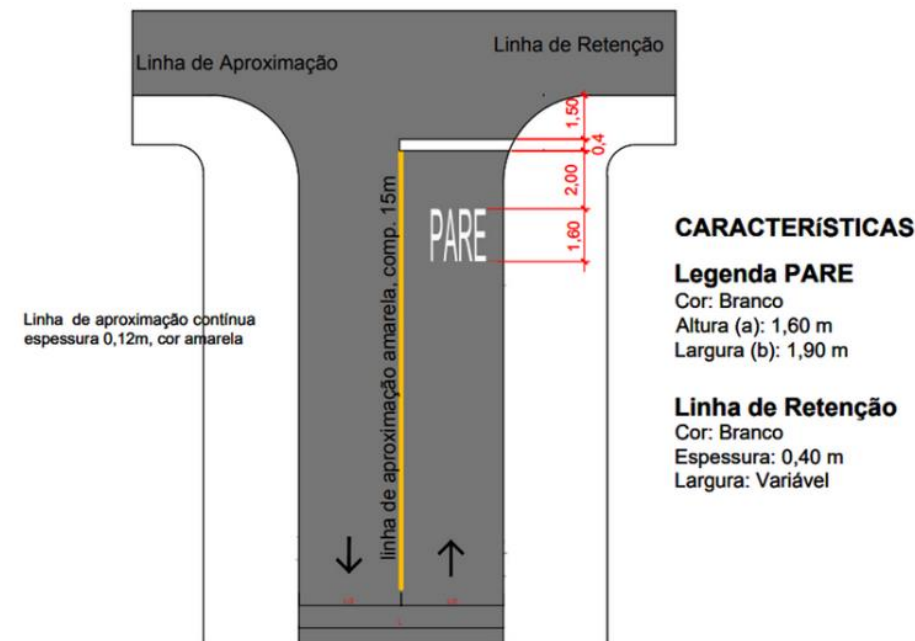 Linha de Aproximação
Linha de Retenção
1,50
0,4
2,00
1,60
PARE
linha de aproximação amarela, comp. 15m
Linha de aproximação contínua
espessura 0,12m, cor amarela
CARACTERÍSTICAS
Legenda PARE
Cor: Branco
Altura (a): 1,60 m
Largura (b): 1,90 m
Linha de Retenção
Cor: Branco
Espessura: 0,40 m
Largura: Variável